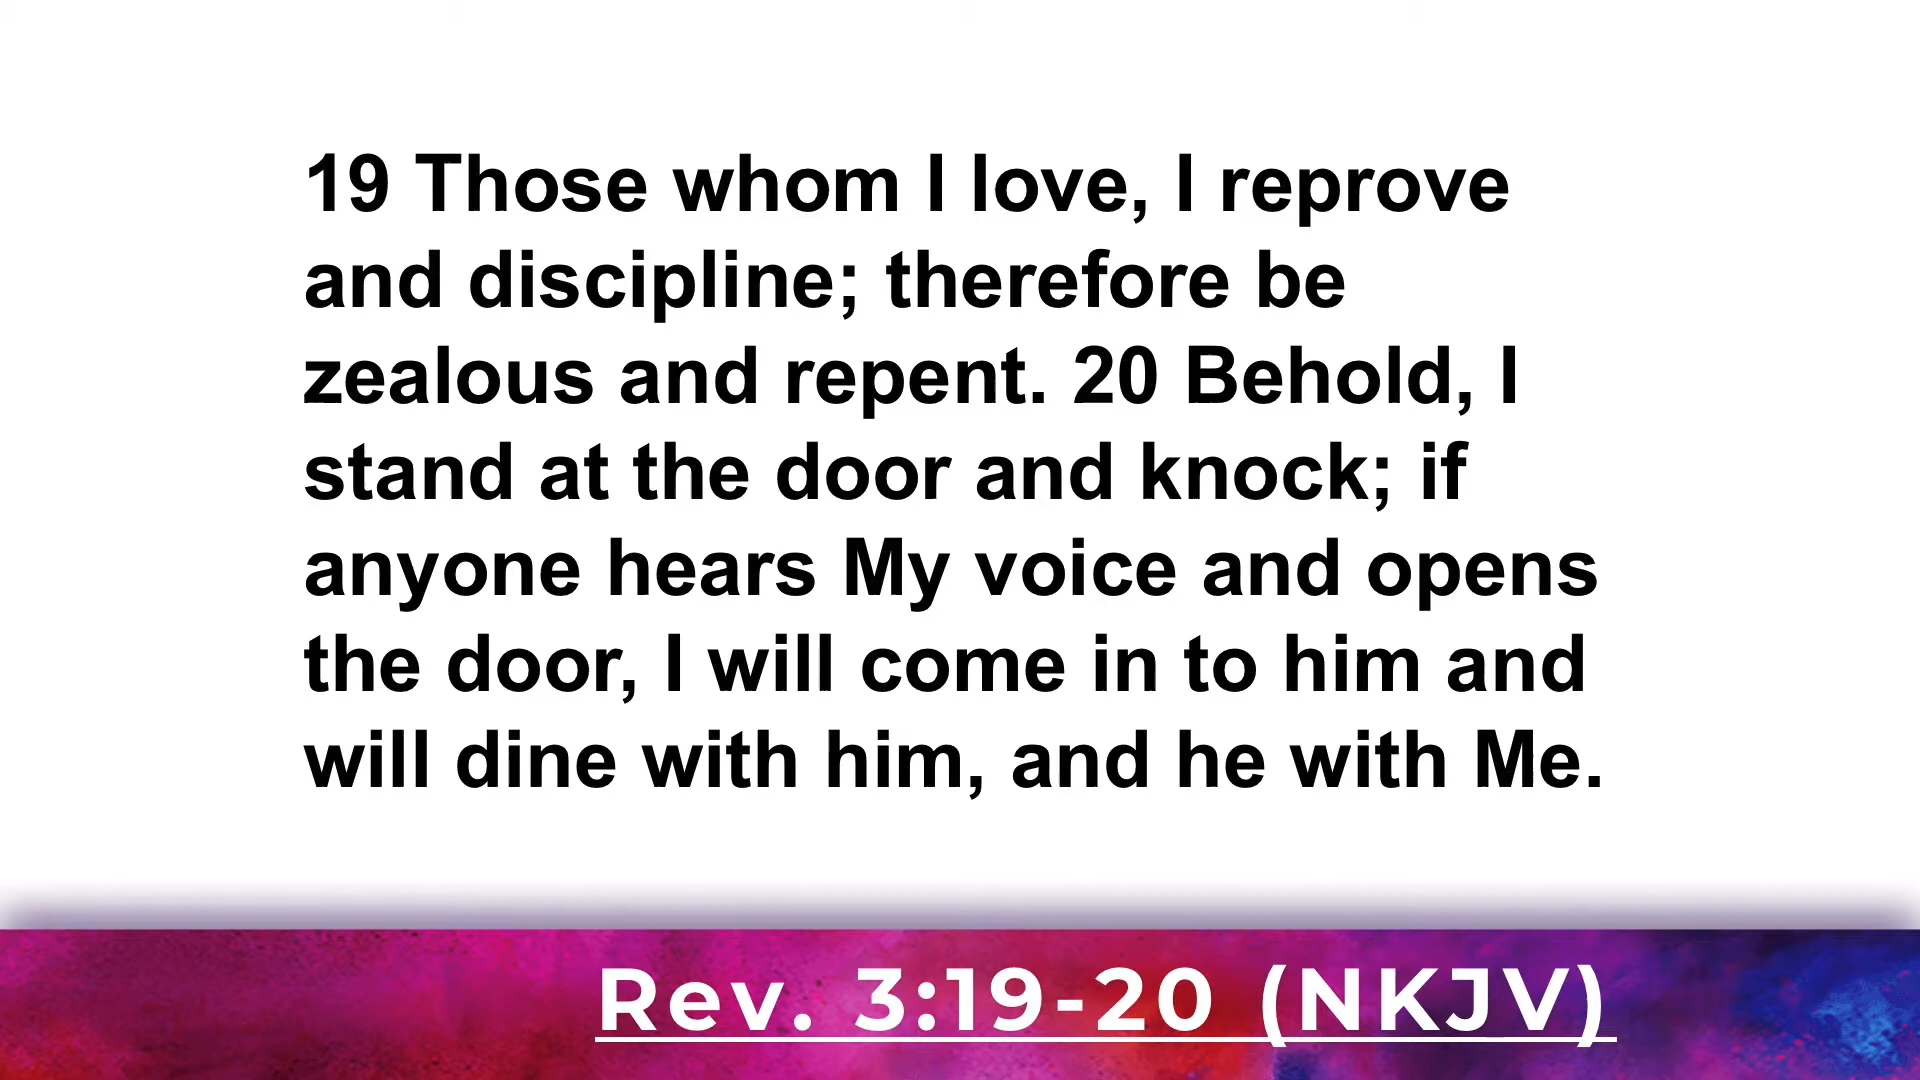 19 Those whom I love, I reprove
and discipline; therefore be
zealous and repent. 20 Behold, I
stand at the door and knock; if
anyone hears My voice and opens
the door, I will come in to him and
will dine with him, and he with Me.
Rev. 3:19-20 (NKJV)